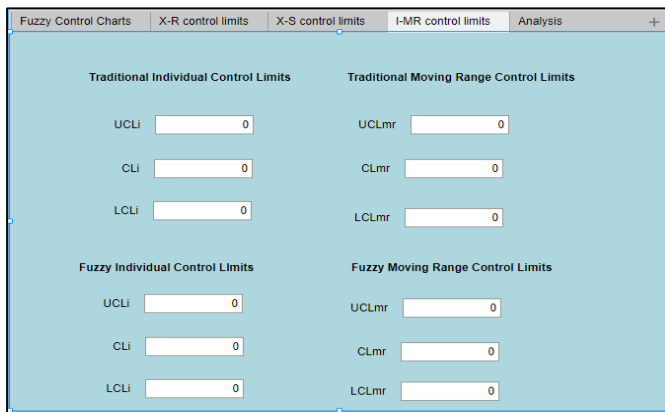 Fuzzy Control Charts X-R control limits X-S control limits I-MR control limits Analysis +
Traditional Individual Control Limits Traditional Moving Range Control Limits
UCLi 0 UCLmr 0
CLi 0 CLmr 0
LCLi 0 LCLmr 0
Fuzzy Individual Control LImits Fuzzy Moving Range Control Limits
UCLi 0 UCLmr 0
CLi 0 CLmr 0
LCLi 0 LCLmr 0